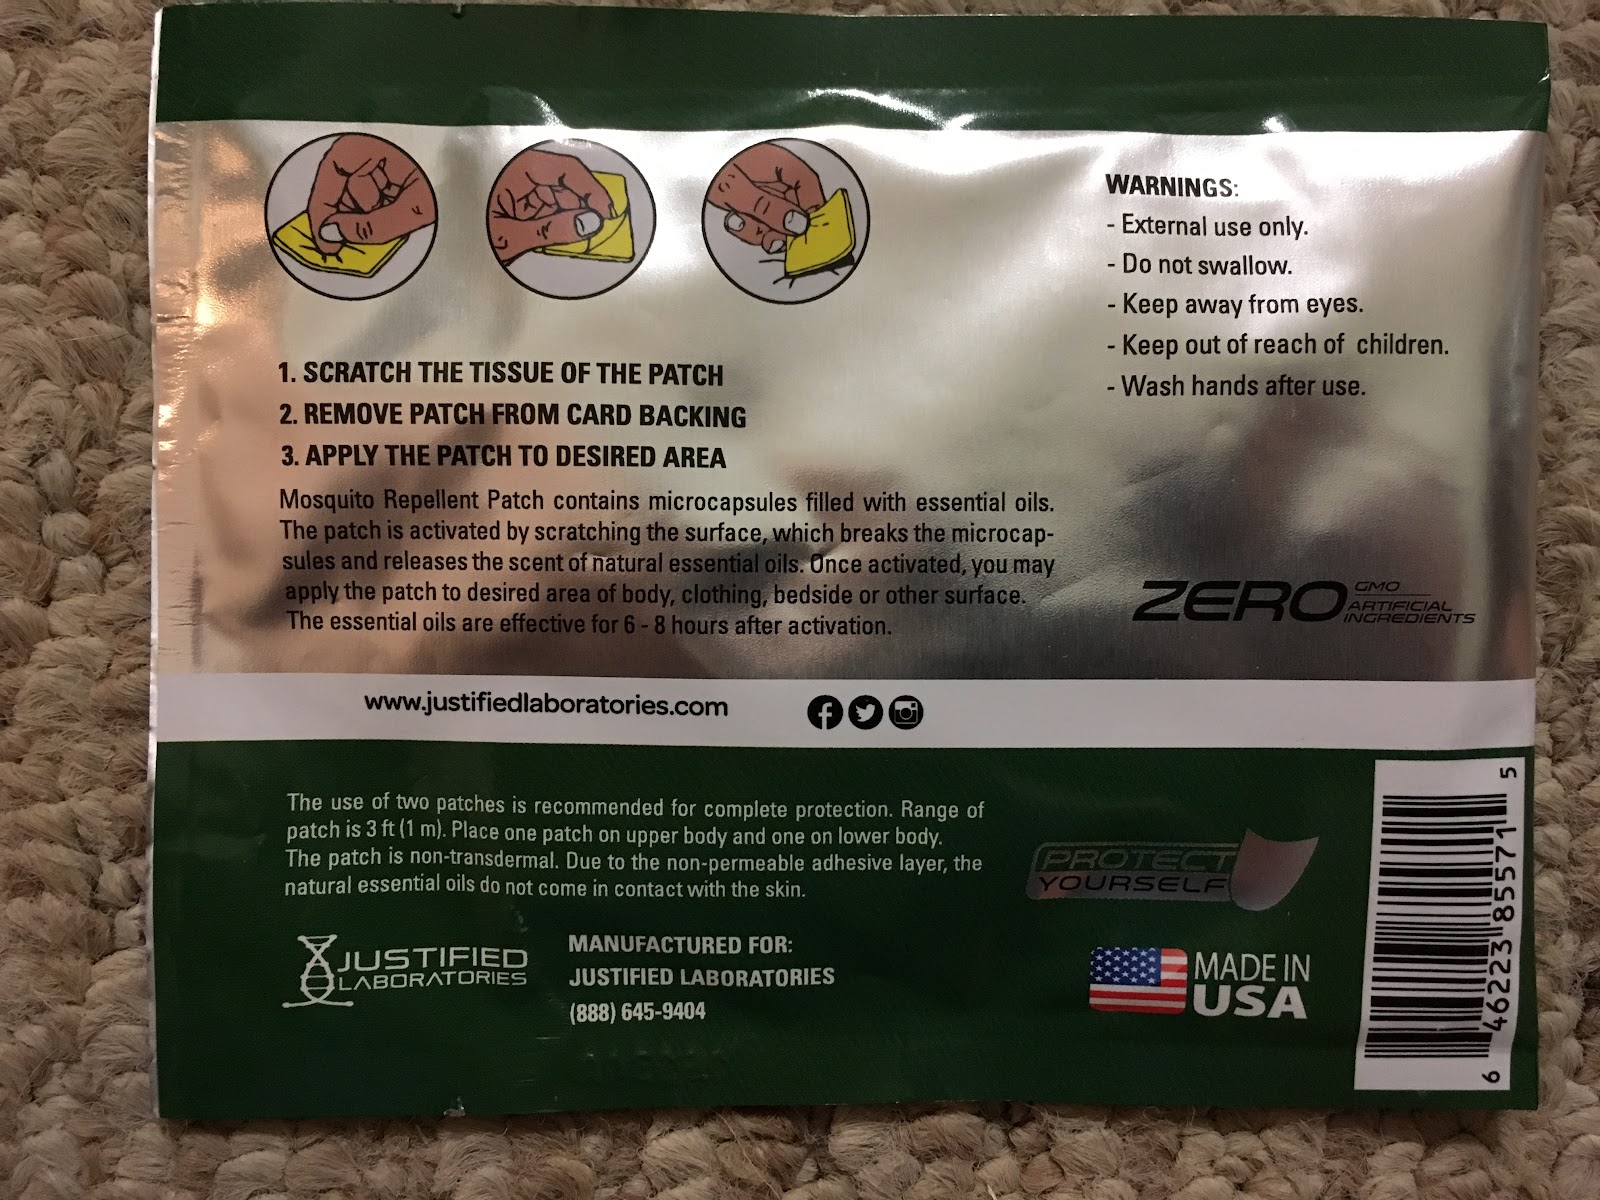 WARNINGS:
- External use only.
- Do not swallow.
- Keep away from eyes.
- Keep out of reach of children.
- Wash hands after use.
1. SCRATCH THE TISSUE OF THE PATCH
2. REMOVE PATCH FROM CARD BACKING
3. APPLY THE PATCH TO DESIRED AREA
Mosquito Repellent Patch contains microcapsules filled with essential oils.
The patch is activated by scratching the surface, which breaks the microcap-
sules and releases the scent of natural essential oils. Once activated, you may
apply the patch to desired area of body, clothing, bedside or other surface.
The essential oils are effective for 6 - 8 hours after activation.
ZERO GMO
ARTIFICIAL
INGREDIENTS
www.justifiedlaboratories.com
The use of two patches is recommended for complete protection. Range of
patch is 3 ft (1 m). Place one patch on upper body and one on lower body.
The patch is non-transdermal. Due to the non-permeable adhesive layer, the
natural essential oils do not come in contact with the skin.
PROTECT
YOURSELF
JUSTIFIED
LABORATORIES
MANUFACTURED FOR:
JUSTIFIED LABORATORIES
(888) 645-9404
MADE IN
USA
6 46223 85571 5